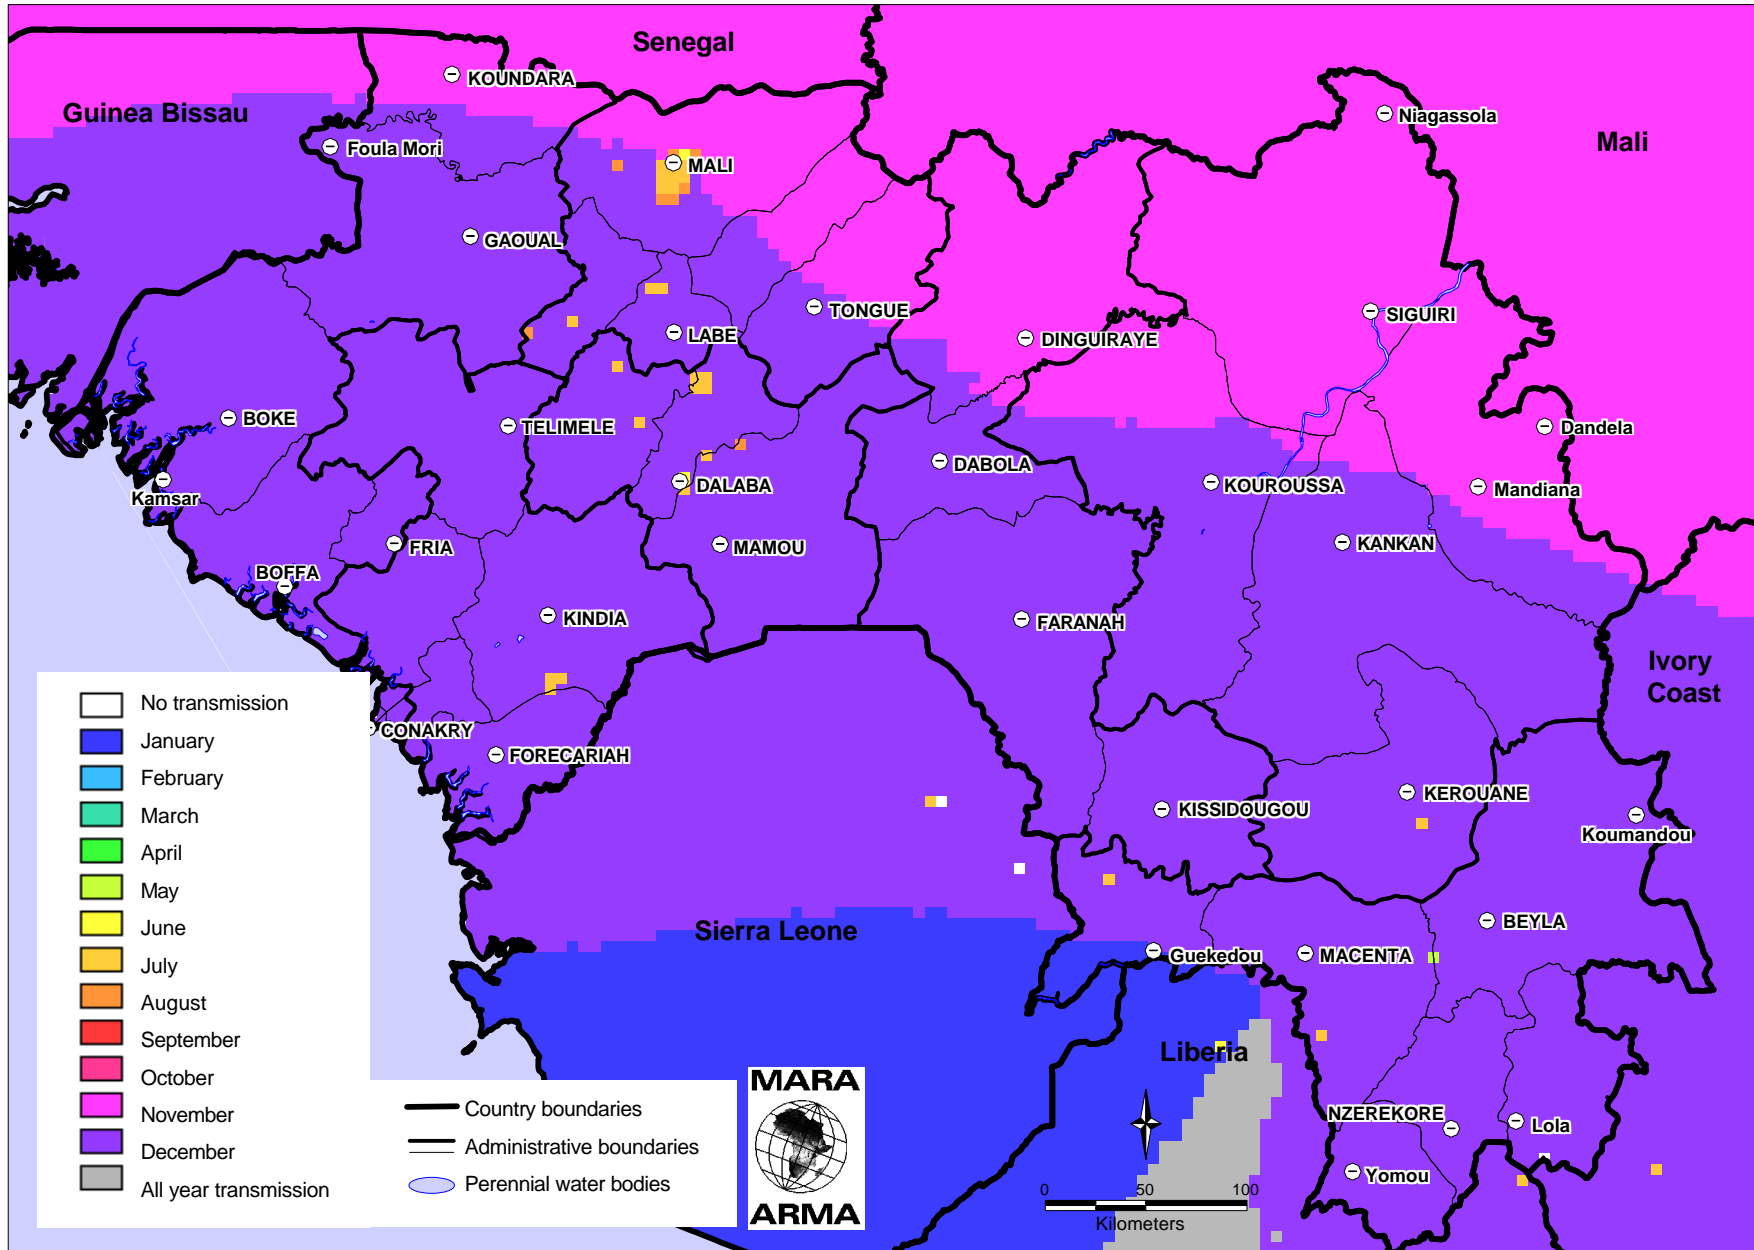 Senegal
KOUNDARA
Guinea Bissau
Niagassola
Mali
Foula Mori
MALI
GAOUAL
TONGUE
SIGUIRI
LABE
DINGUIRAYE
BOKE
TELIMELE
Dandela
DABOLA
KOUROUSSA
Mandiana
Kamsar
DALABA
FRIA
MAMOU
KANKAN
BOFFA
KINDIA
FARANAH
Ivory
Coast
CONAKRY
FORECARIAH
KISSIDOUGOU
KEROUANE
Koumandou
Sierra Leone
BEYLA
Guekedou
MACENTA
Liberia
NZEREKORE
Lola
Yomou
No transmission
January
February
March
April
May
June
July
August
September
October
November
December
All year transmission
Country boundaries
Administrative boundaries
Perennial water bodies
MARA
ARMA
0 50 100
Kilometers